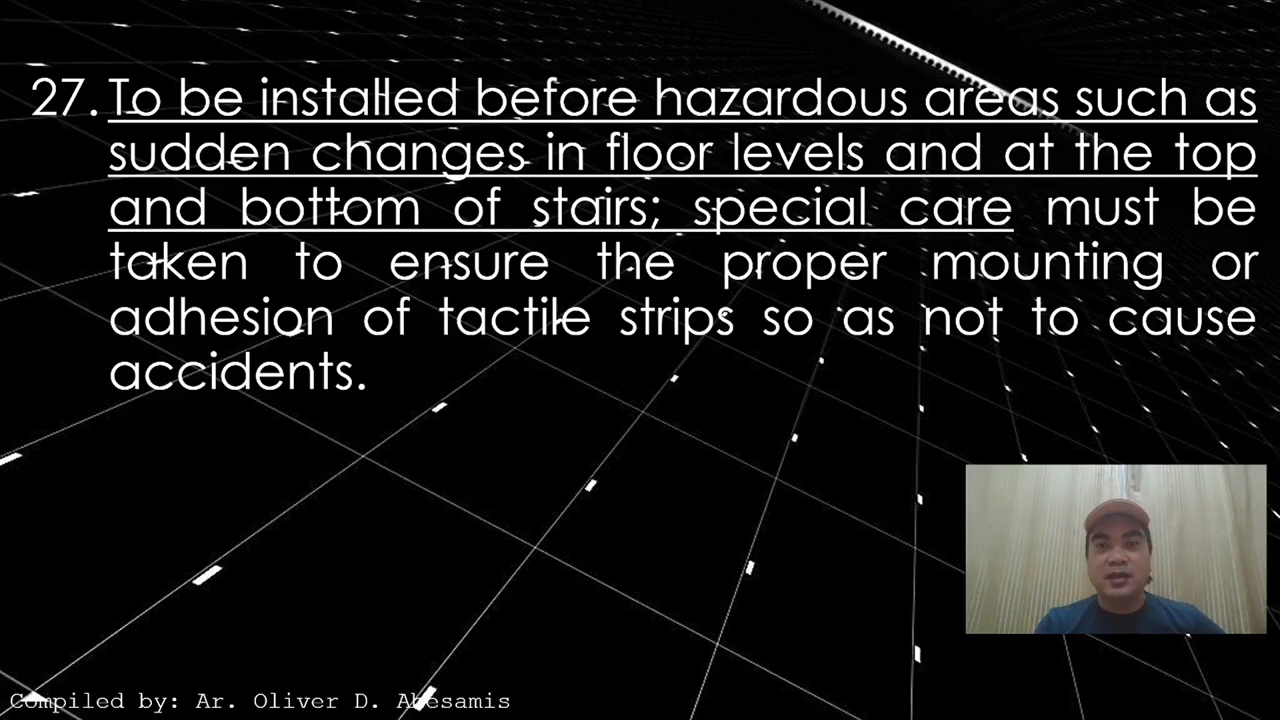 27. To be installed before hazardous areas such as
sudden changes in floor levels and at the top
and bottom of stairs; special care must be
taken to ensure the proper mounting or
adhesion of tactile strips so as not to cause
accidents.
Compiled by: Ar. Oliver D. Abesamis